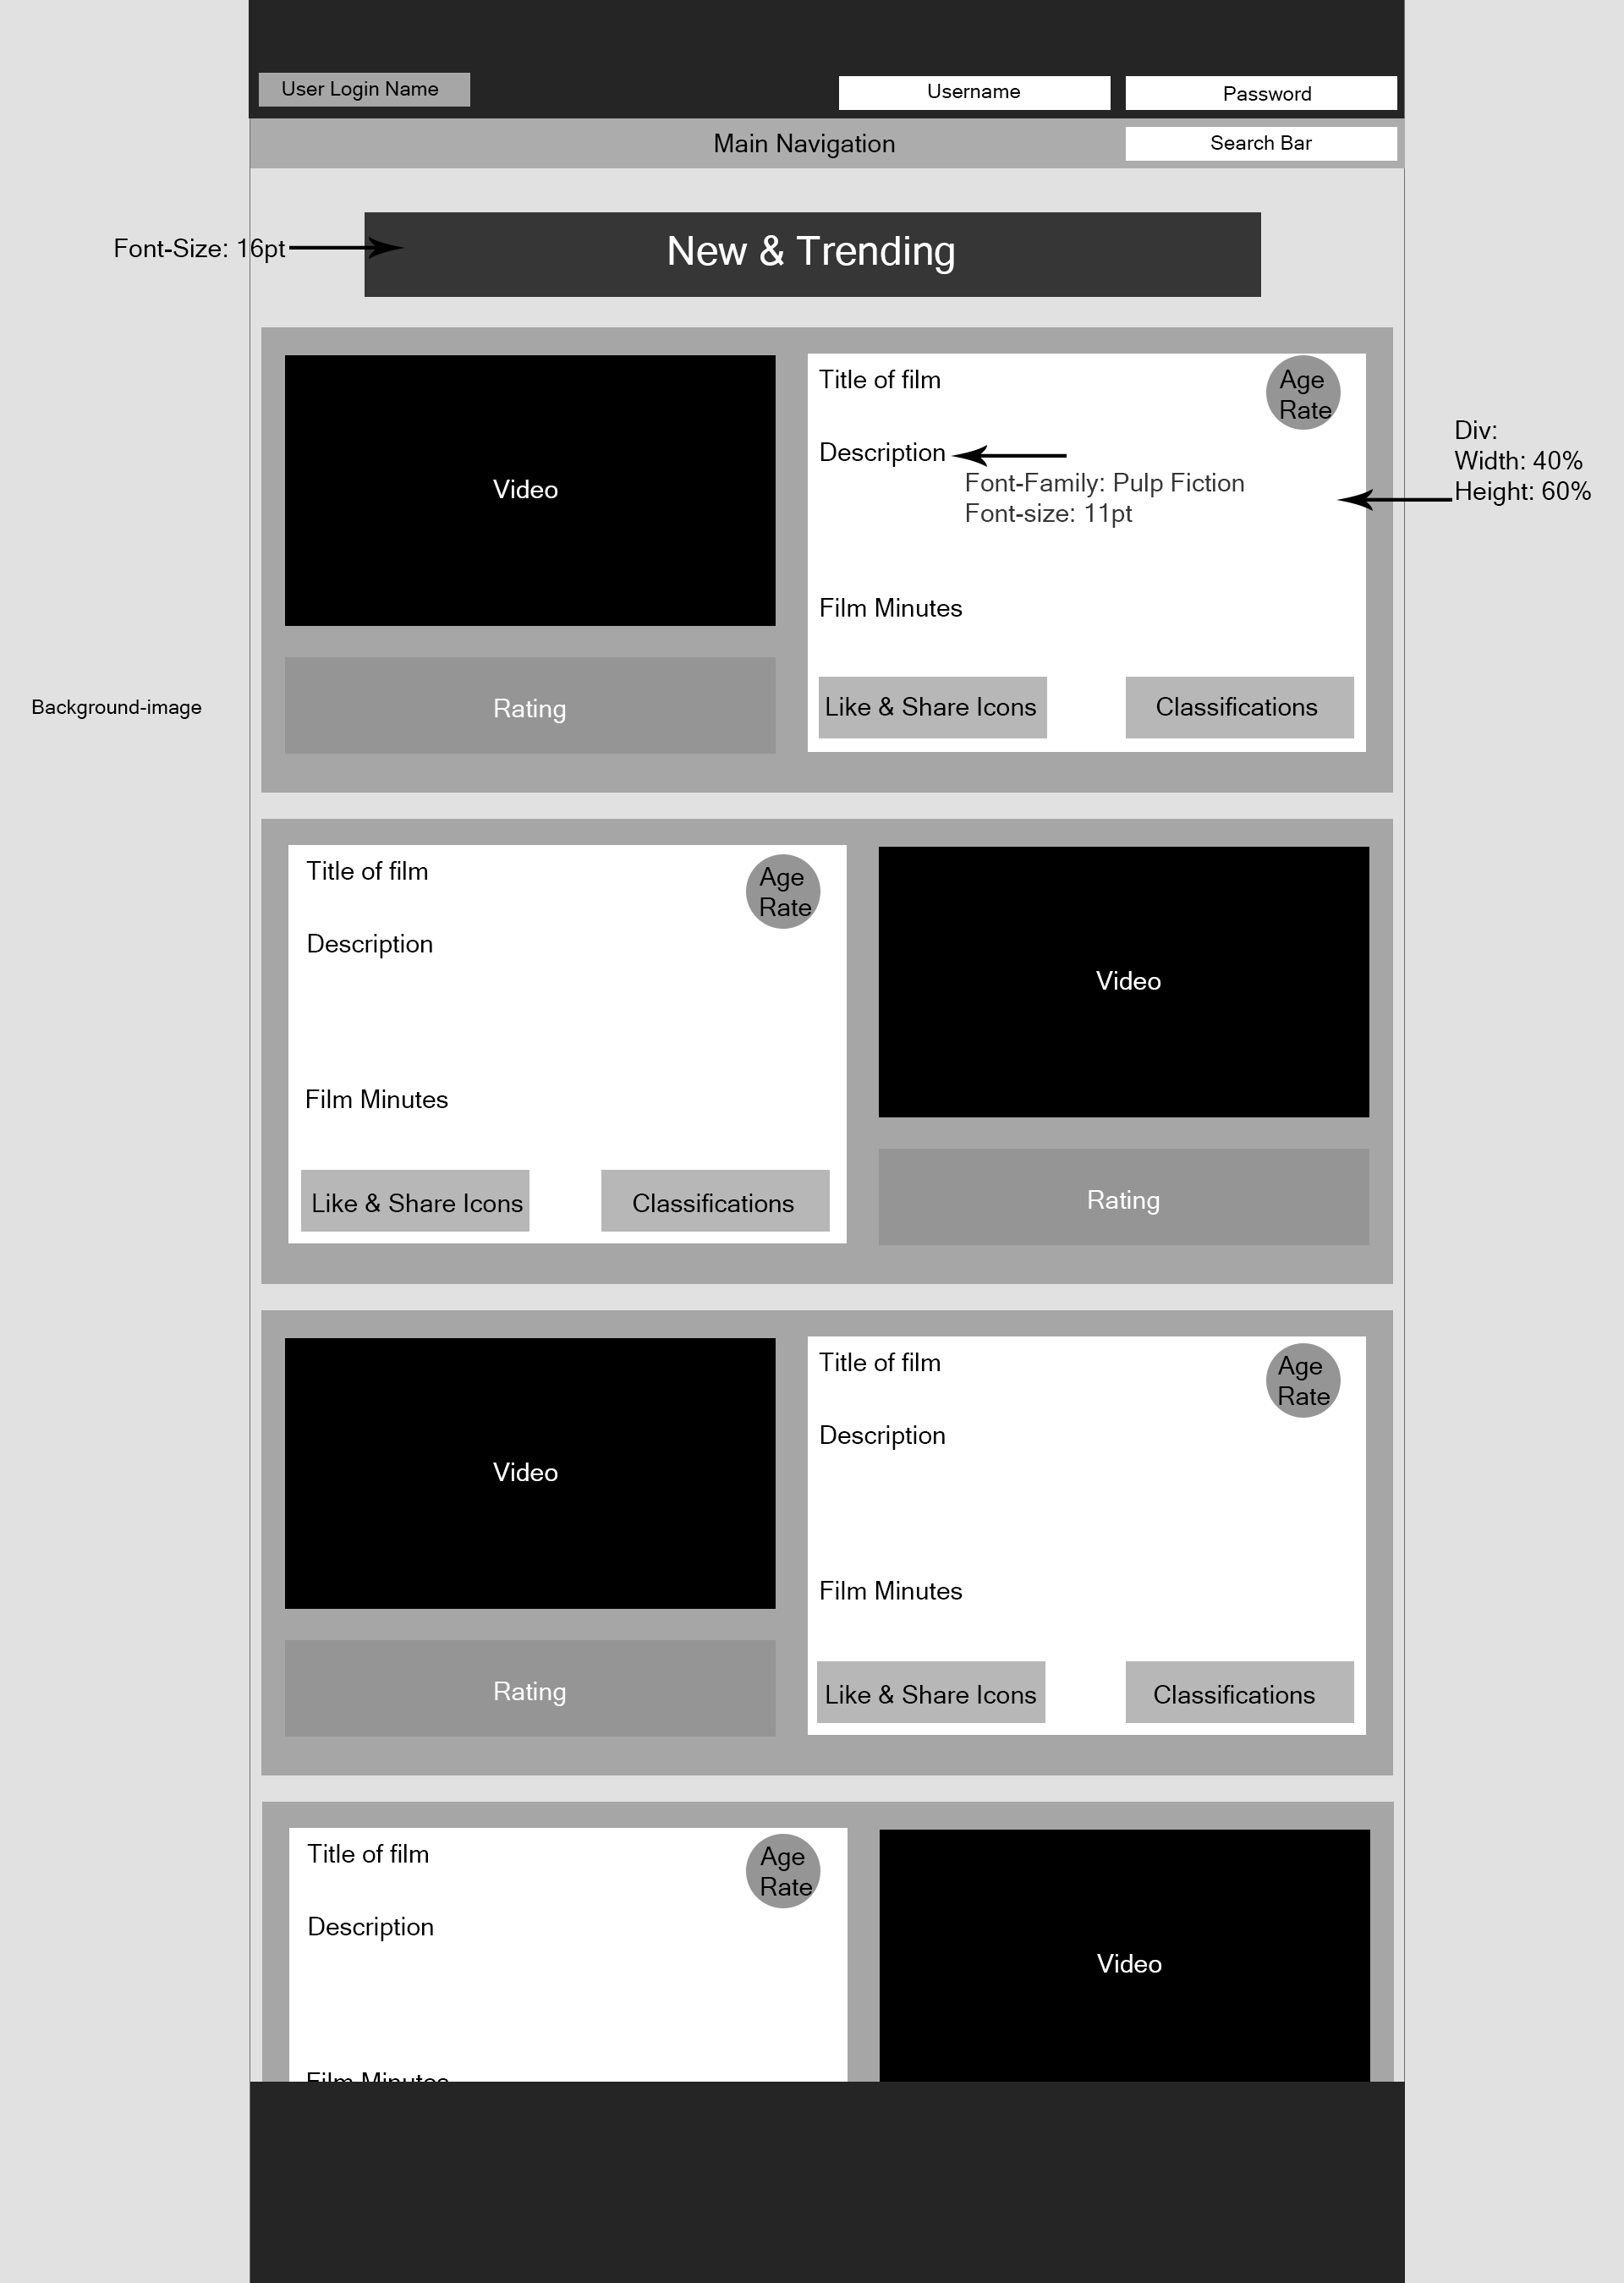 User Login Name
Username
Password
Main Navigation
Search Bar
Font-Size: 16pt
New & Trending
Video
Rating
Title of film
Age
Rate
Description
Font-Family: Pulp Fiction
Font-size: 11pt
Film Minutes
Like & Share Icons
Classifications
Div:
Width: 40%
Height: 60%
Background-image
Title of film
Age
Rate
Description
Film Minutes
Like & Share Icons
Classifications
Video
Rating
Video
Rating
Title of film
Age
Rate
Description
Film Minutes
Like & Share Icons
Classifications
Title of film
Age
Rate
Description
Film Minutes
Video